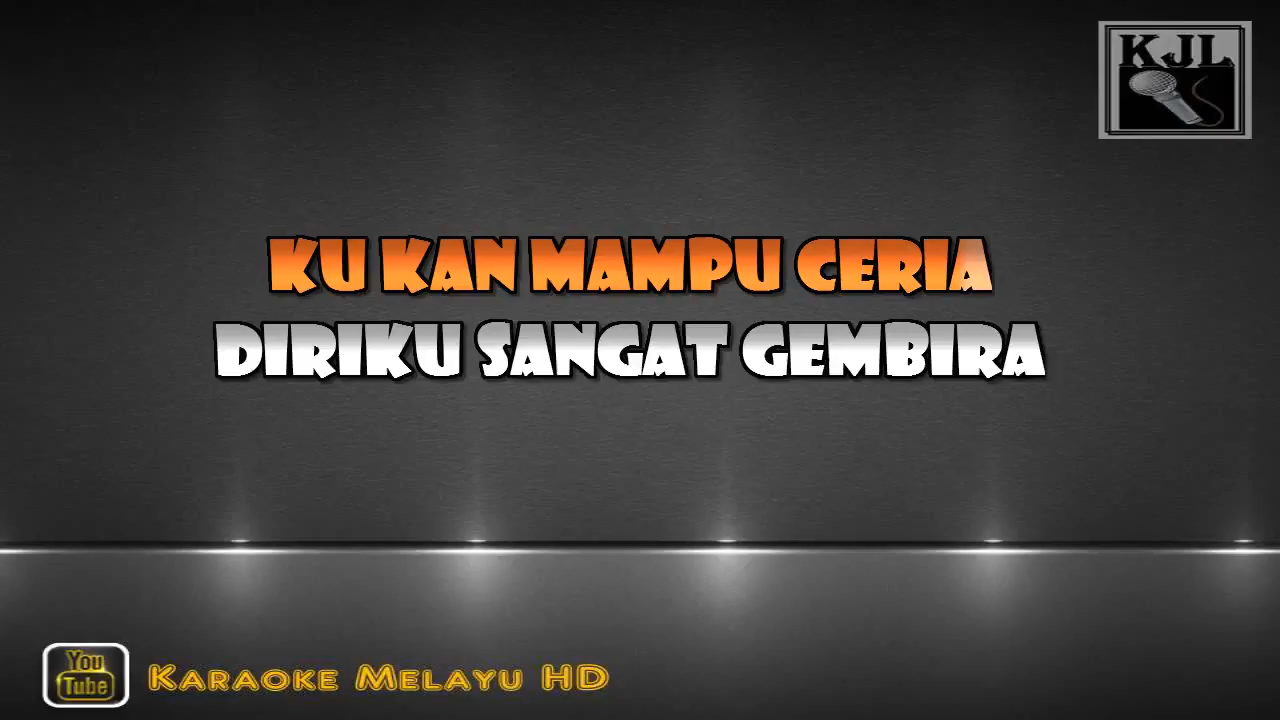 KJL
KU KAN MAMPU CERIA
DIRIKU SANGAT GEMBIRA
You
Tube
KARAOKE MELAYU HD